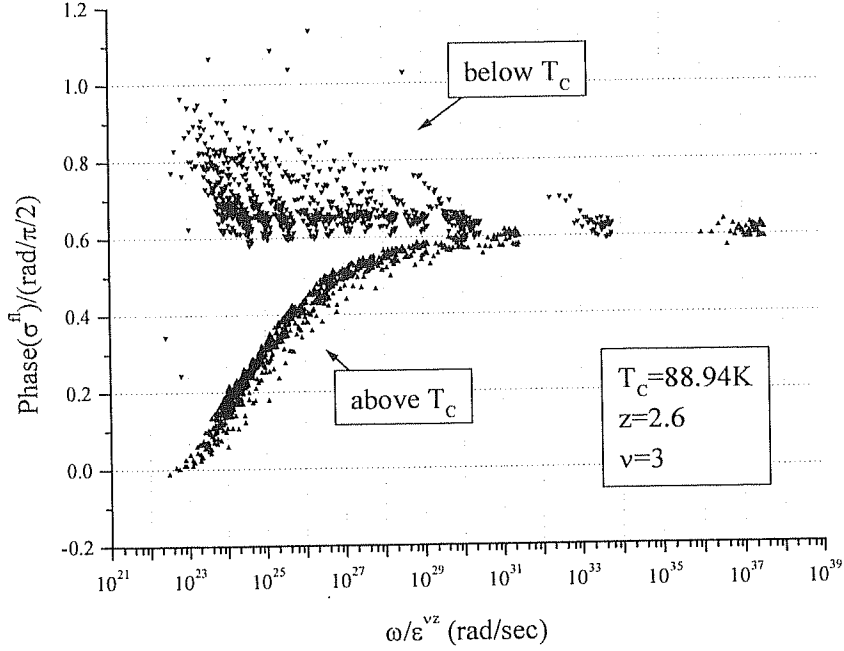 1.2
1.0
0.8
0.6
0.4
0.2
0.0
-0.2
Phase(σ^fl)/(rad/π/2)
below T_C
above T_C
T_C=88.94K
z=2.6
ν=3
10^21 10^23 10^25 10^27 10^29 10^31 10^33 10^35 10^37 10^39
ω/ε^νz (rad/sec)